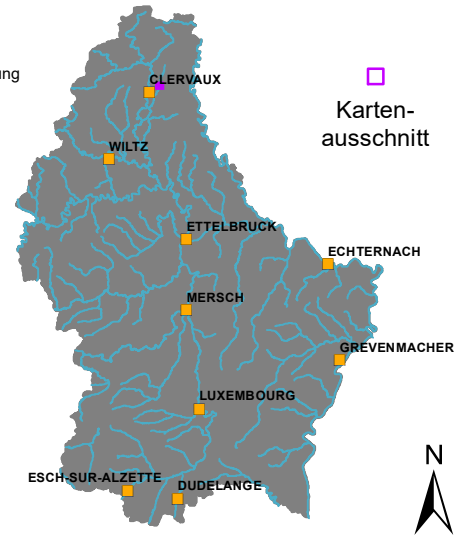 ung
CLERVAUX
Karten-
ausschnitt
WILTZ
ETTELBRUCK
ECHTERNACH
MERSCH
GREVENMACHER
LUXEMBOURG
N
ESCH-SUR-ALZETTE
DUDELANGE